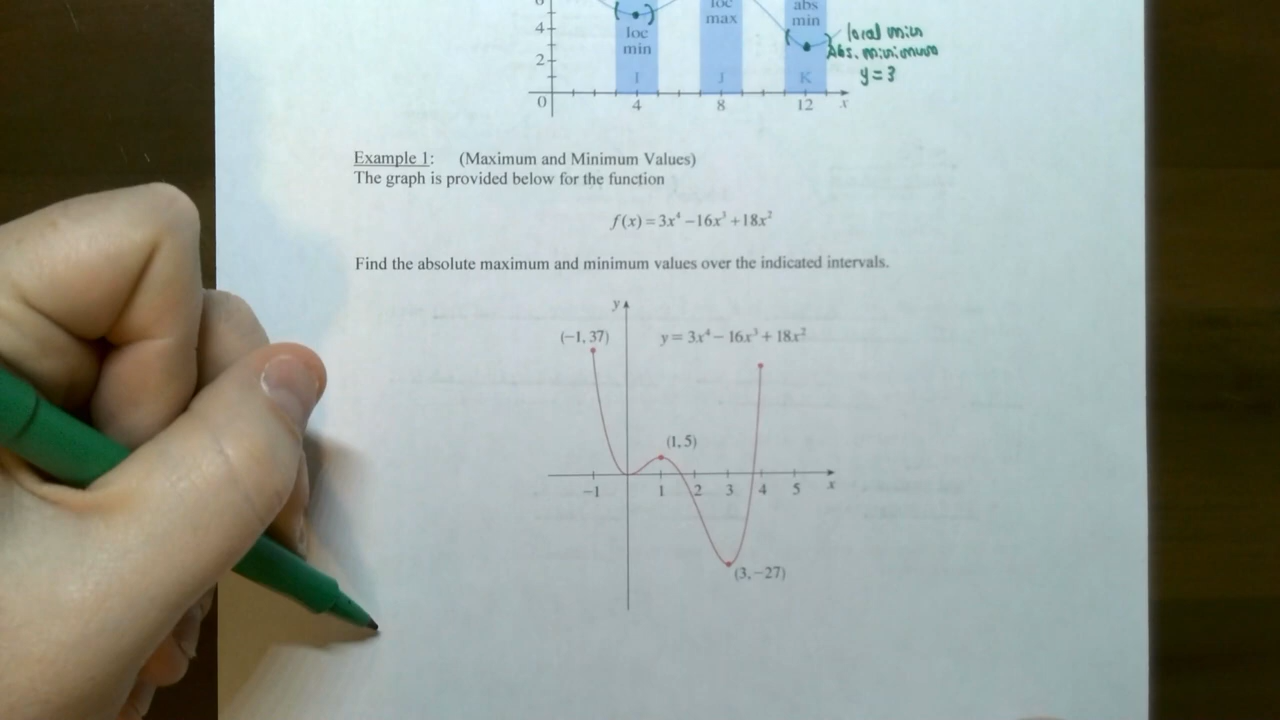 4
2
0
4
8
12
x
loc
min
I
loc
max
J
abs
min
K
local min
Abs. minimum
y = 3
Example 1: (Maximum and Minimum Values)
The graph is provided below for the function
f(x) = 3x⁴ − 16x³ + 18x²
Find the absolute maximum and minimum values over the indicated intervals.
y
(−1, 37)
y = 3x⁴ − 16x³ + 18x²
(1, 5)
−1
1
2
3
4
5
x
(3, −27)